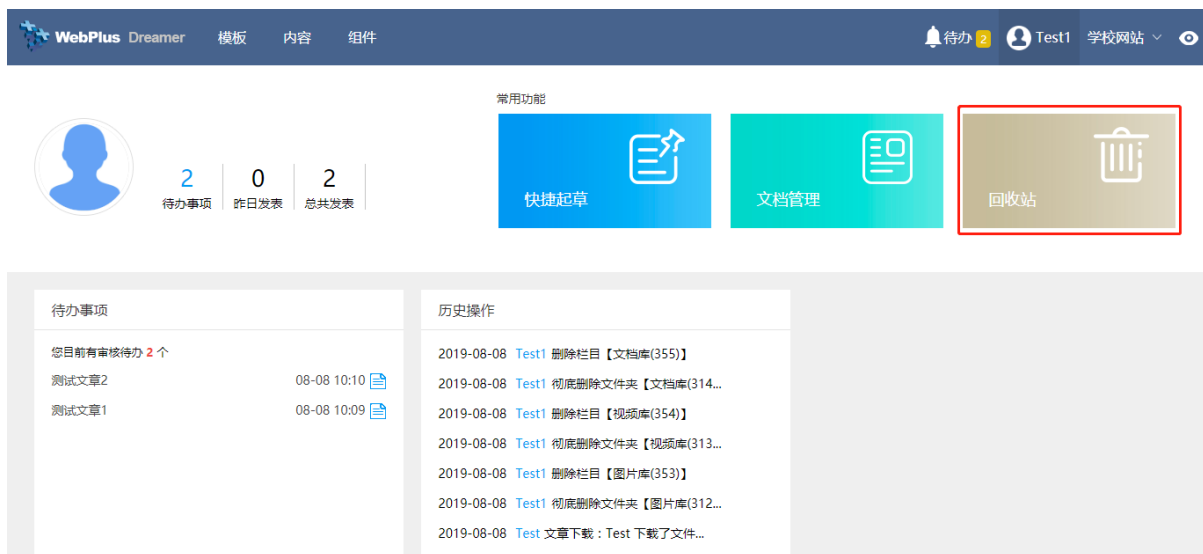 WebPlus Dreamer 模板 内容 组件 待办 2 Test1 学校网站
常用功能
2 0 2
待办事项 昨日发表 总共发表
快捷起草 文档管理 回收站
待办事项
您目前有审核待办 2 个
测试文章2 08-08 10:10
测试文章1 08-08 10:09
历史操作
2019-08-08 Test1 删除栏目【文档库(355)】
2019-08-08 Test1 彻底删除文件夹【文档库(314...
2019-08-08 Test1 删除栏目【视频库(354)】
2019-08-08 Test1 彻底删除文件夹【视频库(313...
2019-08-08 Test1 删除栏目【图片库(353)】
2019-08-08 Test1 彻底删除文件夹【图片库(312...
2019-08-08 Test 文章下载：Test 下载了文件...